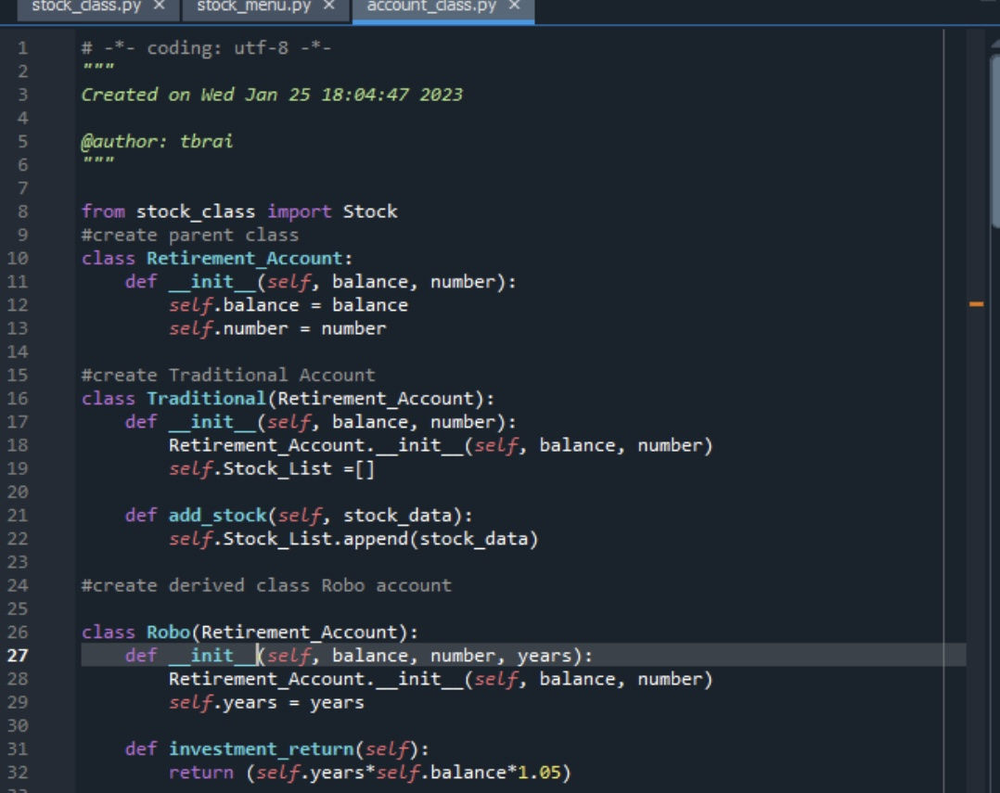 stock_class.py × stock_menu.py × account_class.py ×
1 # -*- coding: utf-8 -*-
2 """
3 Created on Wed Jan 25 18:04:47 2023
4
5 @author: tbrai
6 """
7
8 from stock_class import Stock
9 #create parent class
10 class Retirement_Account:
11     def __init__(self, balance, number):
12         self.balance = balance
13         self.number = number
14
15 #create Traditional Account
16 class Traditional(Retirement_Account):
17     def __init__(self, balance, number):
18         Retirement_Account.__init__(self, balance, number)
19         self.Stock_List =[]
20
21     def add_stock(self, stock_data):
22         self.Stock_List.append(stock_data)
23
24 #create derived class Robo account
25
26 class Robo(Retirement_Account):
27     def __init__(self, balance, number, years):
28         Retirement_Account.__init__(self, balance, number)
29         self.years = years
30
31     def investment_return(self):
32         return (self.years*self.balance*1.05)